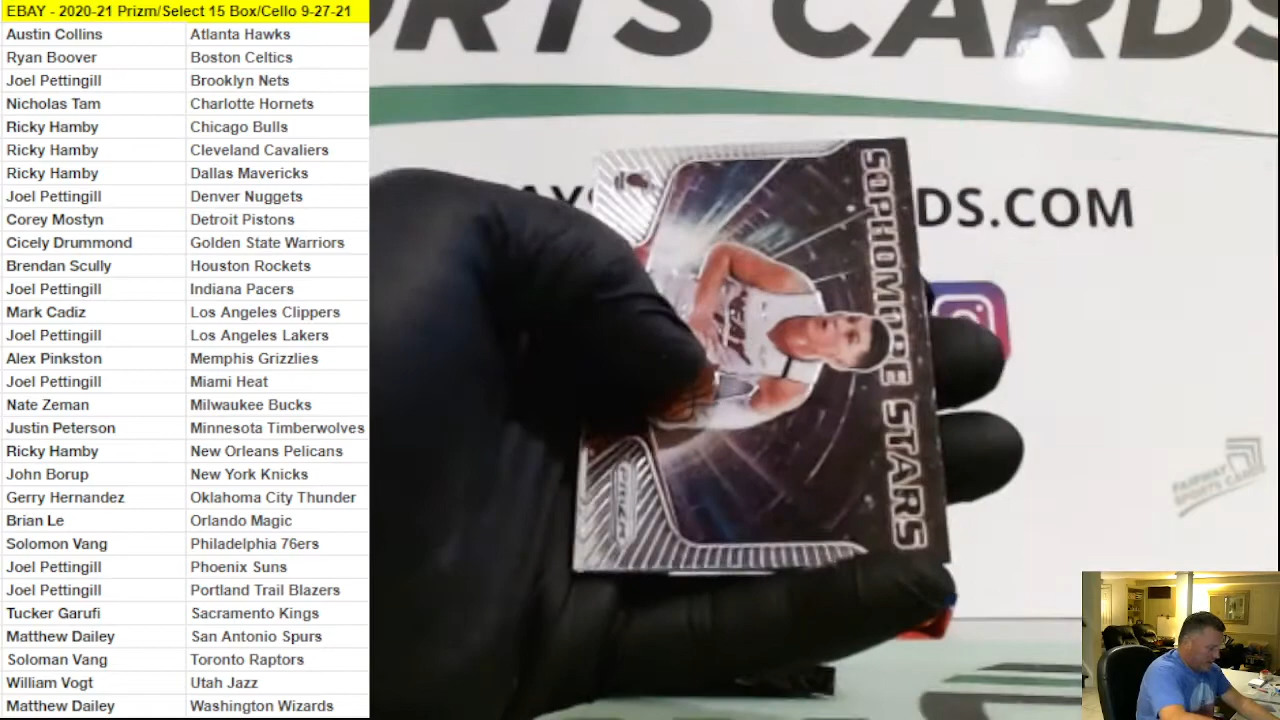 EBAY - 2020-21 Prizm/Select 15 Box/Cello 9-27-21
Austin Collins Atlanta Hawks
Ryan Boover Boston Celtics
Joel Pettingill Brooklyn Nets
Nicholas Tam Charlotte Hornets
Ricky Hamby Chicago Bulls
Ricky Hamby Cleveland Cavaliers
Ricky Hamby Dallas Mavericks
Joel Pettingill Denver Nuggets
Corey Mostyn Detroit Pistons
Cicely Drummond Golden State Warriors
Brendan Scully Houston Rockets
Joel Pettingill Indiana Pacers
Mark Cadiz Los Angeles Clippers
Joel Pettingill Los Angeles Lakers
Alex Pinkston Memphis Grizzlies
Joel Pettingill Miami Heat
Nate Zeman Milwaukee Bucks
Justin Peterson Minnesota Timberwolves
Ricky Hamby New Orleans Pelicans
John Borup New York Knicks
Gerry Hernandez Oklahoma City Thunder
Brian Le Orlando Magic
Solomon Vang Philadelphia 76ers
Joel Pettingill Phoenix Suns
Joel Pettingill Portland Trail Blazers
Tucker Garufi Sacramento Kings
Matthew Dailey San Antonio Spurs
Soloman Vang Toronto Raptors
William Vogt Utah Jazz
Matthew Dailey Washington Wizards
ORTS CARDS
DS.COM
SOPHOMORE STARS
HEAT
PRIZM
FAIRWAY
SPORTS CARDS